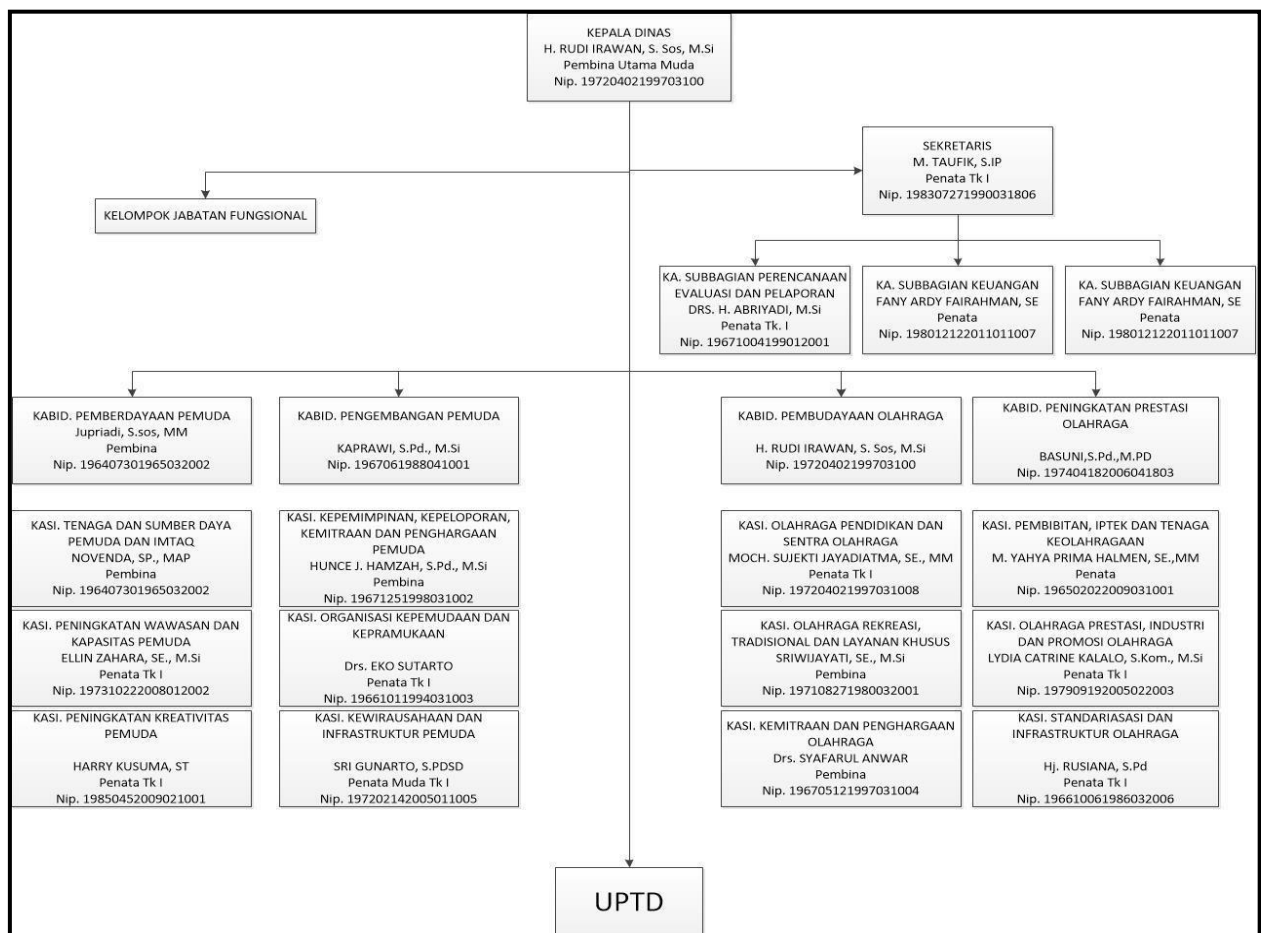 KEPALA DINAS
H. RUDI IRAWAN, S. Sos, M.Si
Pembina Utama Muda
Nip. 19720402199703100
SEKRETARIS
M. TAUFIK, S.IP
Penata Tk I
Nip. 198307271990031806
KELOMPOK JABATAN FUNGSIONAL
KA. SUBBAGIAN PERENCANAAN
EVALUASI DAN PELAPORAN
DRS. H. ABRIYADI, M.Si
Penata Tk. I
Nip. 19671004199012001
KA. SUBBAGIAN KEUANGAN
FANY ARDY FAIRAHMAN, SE
Penata
Nip. 198012122011011007
KA. SUBBAGIAN KEUANGAN
FANY ARDY FAIRAHMAN, SE
Penata
Nip. 198012122011011007
KABID. PEMBERDAYAAN PEMUDA
Jupriadi, S.sos, MM
Pembina
Nip. 196407301965032002
KABID. PENGEMBANGAN PEMUDA
KAPRAWI, S.Pd., M.Si
Nip. 1967061988041001
KABID. PEMBUDAYAAN OLAHRAGA
H. RUDI IRAWAN, S. Sos, M.Si
Nip. 19720402199703100
KABID. PENINGKATAN PRESTASI
OLAHRAGA
BASUNI,S.Pd.,M.PD
Nip. 197404182006041803
KASI. TENAGA DAN SUMBER DAYA
PEMUDA DAN IMTAQ
NOVENDA, SP., MAP
Pembina
Nip. 196407301965032002
KASI. KEPEMIMPINAN, KEPELOPORAN,
KEMITRAAN DAN PENGHARGAAN
PEMUDA
HUNCE J. HAMZAH, S.Pd., M.Si
Pembina
Nip. 19671251998031002
KASI. OLAHRAGA PENDIDIKAN DAN
SENTRA OLAHRAGA
MOCH. SUJEKTI JAYADIATMA, SE., MM
Penata Tk I
Nip. 197204021997031008
KASI. PEMBIBITAN, IPTEK DAN TENAGA
KEOLAHRAGAAN
M. YAHYA PRIMA HALMEN, SE.,MM
Penata
Nip. 196502022009031001
KASI. PENINGKATAN WAWASAN DAN
KAPASITAS PEMUDA
ELLIN ZAHARA, SE., M.Si
Penata Tk I
Nip. 197310222008012002
KASI. ORGANISASI KEPEMUDAAN DAN
KEPRAMUKAAN
Drs. EKO SUTARTO
Penata Tk I
Nip. 19661011994031003
KASI. OLAHRAGA REKREASI,
TRADISIONAL DAN LAYANAN KHUSUS
SRIWIJAYATI, SE., M.Si
Pembina
Nip. 197108271980032001
KASI. OLAHRAGA PRESTASI, INDUSTRI
DAN PROMOSI OLAHRAGA
LYDIA CATRINE KALALO, S.Kom., M.Si
Penata Tk I
Nip. 197909192005022003
KASI. PENINGKATAN KREATIVITAS
PEMUDA
HARRY KUSUMA, ST
Penata Tk I
Nip. 19850452009021001
KASI. KEWIRAUSAHAAN DAN
INFRASTRUKTUR PEMUDA
SRI GUNARTO, S.PDSD
Penata Muda Tk I
Nip. 197202142005011005
KASI. KEMITRAAN DAN PENGHARGAAN
OLAHRAGA
Drs. SYAFARUL ANWAR
Pembina
Nip. 196705121997031004
KASI. STANDARIASASI DAN
INFRASTRUKTUR OLAHRAGA
Hj. RUSIANA, S.Pd
Penata Tk I
Nip. 196610061986032006
UPTD